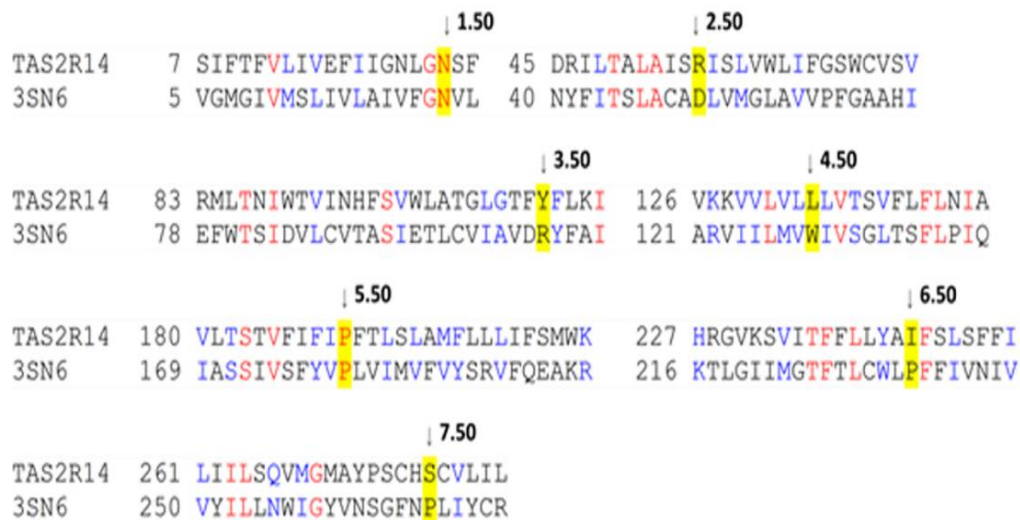 ↓ 1.50 ↓ 2.50
TAS2R14 7 SIFTFVLIVEFIIGNLGNSF 45 DRILTALAISRISLVWLIFGSWCVSV
3SN6 5 VGMGIVMSLIVLAIVFGNVL 40 NYFITSLACADLVMGLAVVPFGAAHI
↓ 3.50 ↓ 4.50
TAS2R14 83 RMLTNIWTVINHFSVWLATGLGTFYFLKI 126 VKKVVLVLLLVTSVFLFLNIA
3SN6 78 EFWTSIDVLCVTASIETLCVIAVDRYFAI 121 ARVIILMVWIVSGLTSFLPIQ
↓ 5.50 ↓ 6.50
TAS2R14 180 VLTSTVFIFIPFTLSLAMFLLLIFSMWK 227 HRGVKSVITFFLLYAIFSLSFFI
3SN6 169 IASSIVSFYVPLVIMVFVYSRVFQEAKR 216 KTLGIIMGTFTLCWLPFFIVNIV
↓ 7.50
TAS2R14 261 LIILSQVMGMAYPSCHSCVLIL
3SN6 250 VYILLNWIGYVNSGFNPLIYCR